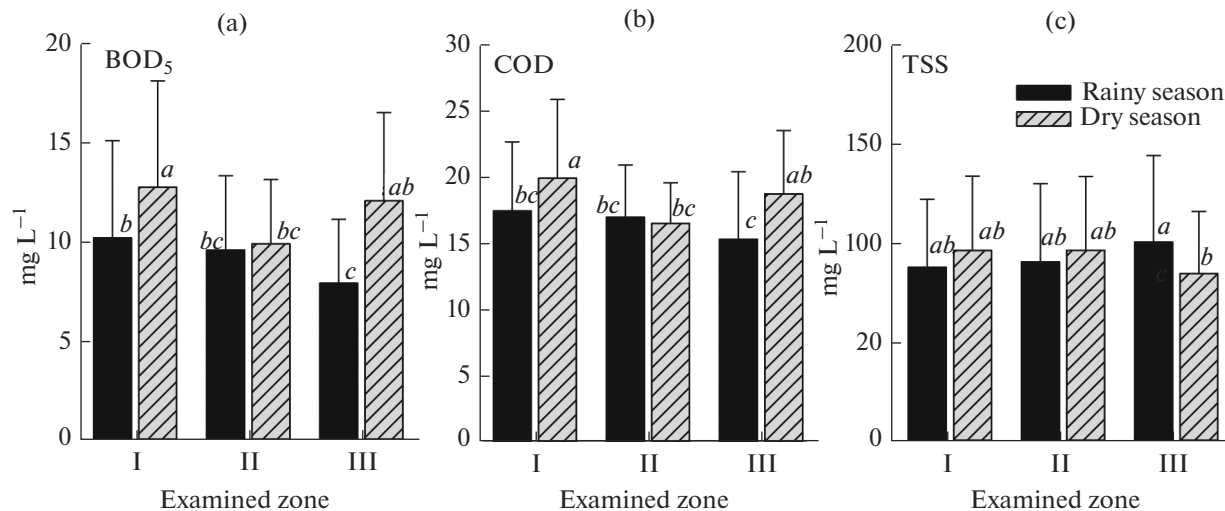 (a)
BOD₅
mg L⁻¹
20
15
10
5
0
b
a
bc
bc
c
ab
I II III
Examined zone
(b)
COD
mg L⁻¹
30
25
20
15
10
5
0
bc
a
bc
bc
c
ab
I II III
Examined zone
(c)
TSS
Rainy season
Dry season
mg L⁻¹
200
150
100
20
0
ab
ab
ab
ab
a
c
b
I II III
Examined zone